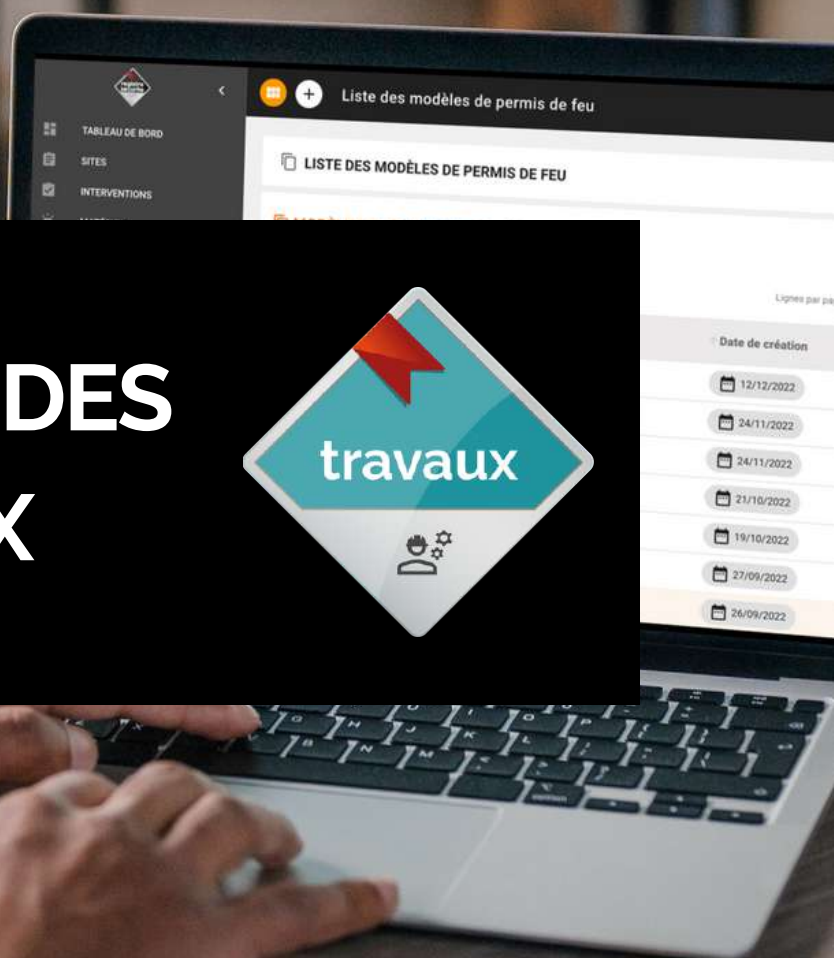 Liste des modèles de permis de feu
TABLEAU DE BORD
SITES
INTERVENTIONS
LISTE DES MODÈLES DE PERMIS DE FEU
Lignes par
Date de création
12/12/2022
24/11/2022
24/11/2022
21/10/2022
19/10/2022
27/09/2022
26/09/2022
DES
X
travaux